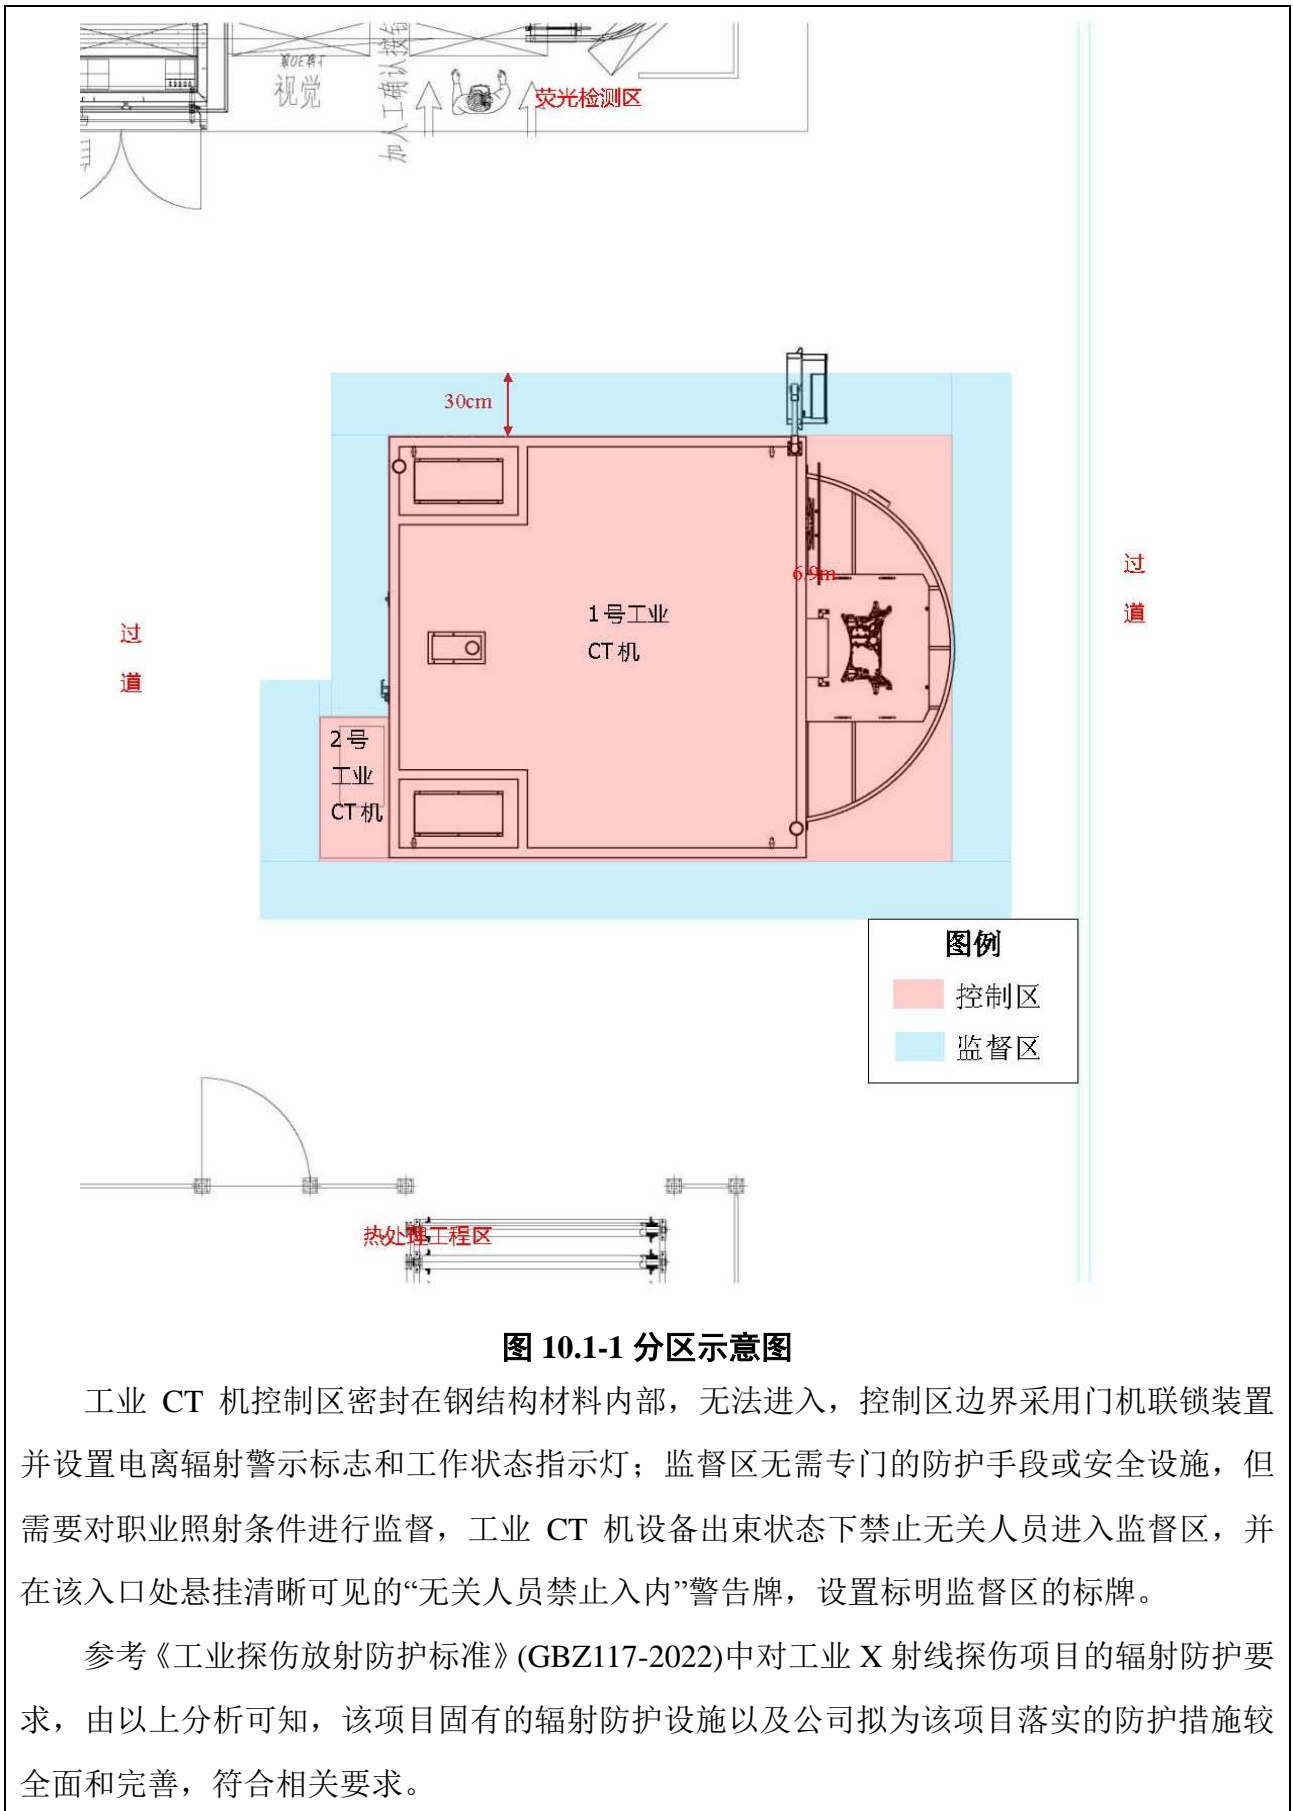 视觉
加人工确认按钮
荧光检测区
30cm
6.9m
1号工业
CT机
过
道
过
道
2号
工业
CT机
图例
控制区
监督区
热处理工程区
图 10.1-1 分区示意图
工业 CT 机控制区密封在钢结构材料内部，无法进入，控制区边界采用门机联锁装置
并设置电离辐射警示标志和工作状态指示灯；监督区无需专门的防护手段或安全设施，但
需要对职业照射条件进行监督，工业 CT 机设备出束状态下禁止无关人员进入监督区，并
在该入口处悬挂清晰可见的“无关人员禁止入内”警告牌，设置标明监督区的标牌。
参考《工业探伤放射防护标准》(GBZ117-2022)中对工业 X 射线探伤项目的辐射防护要
求，由以上分析可知，该项目固有的辐射防护设施以及公司拟为该项目落实的防护措施较
全面和完善，符合相关要求。